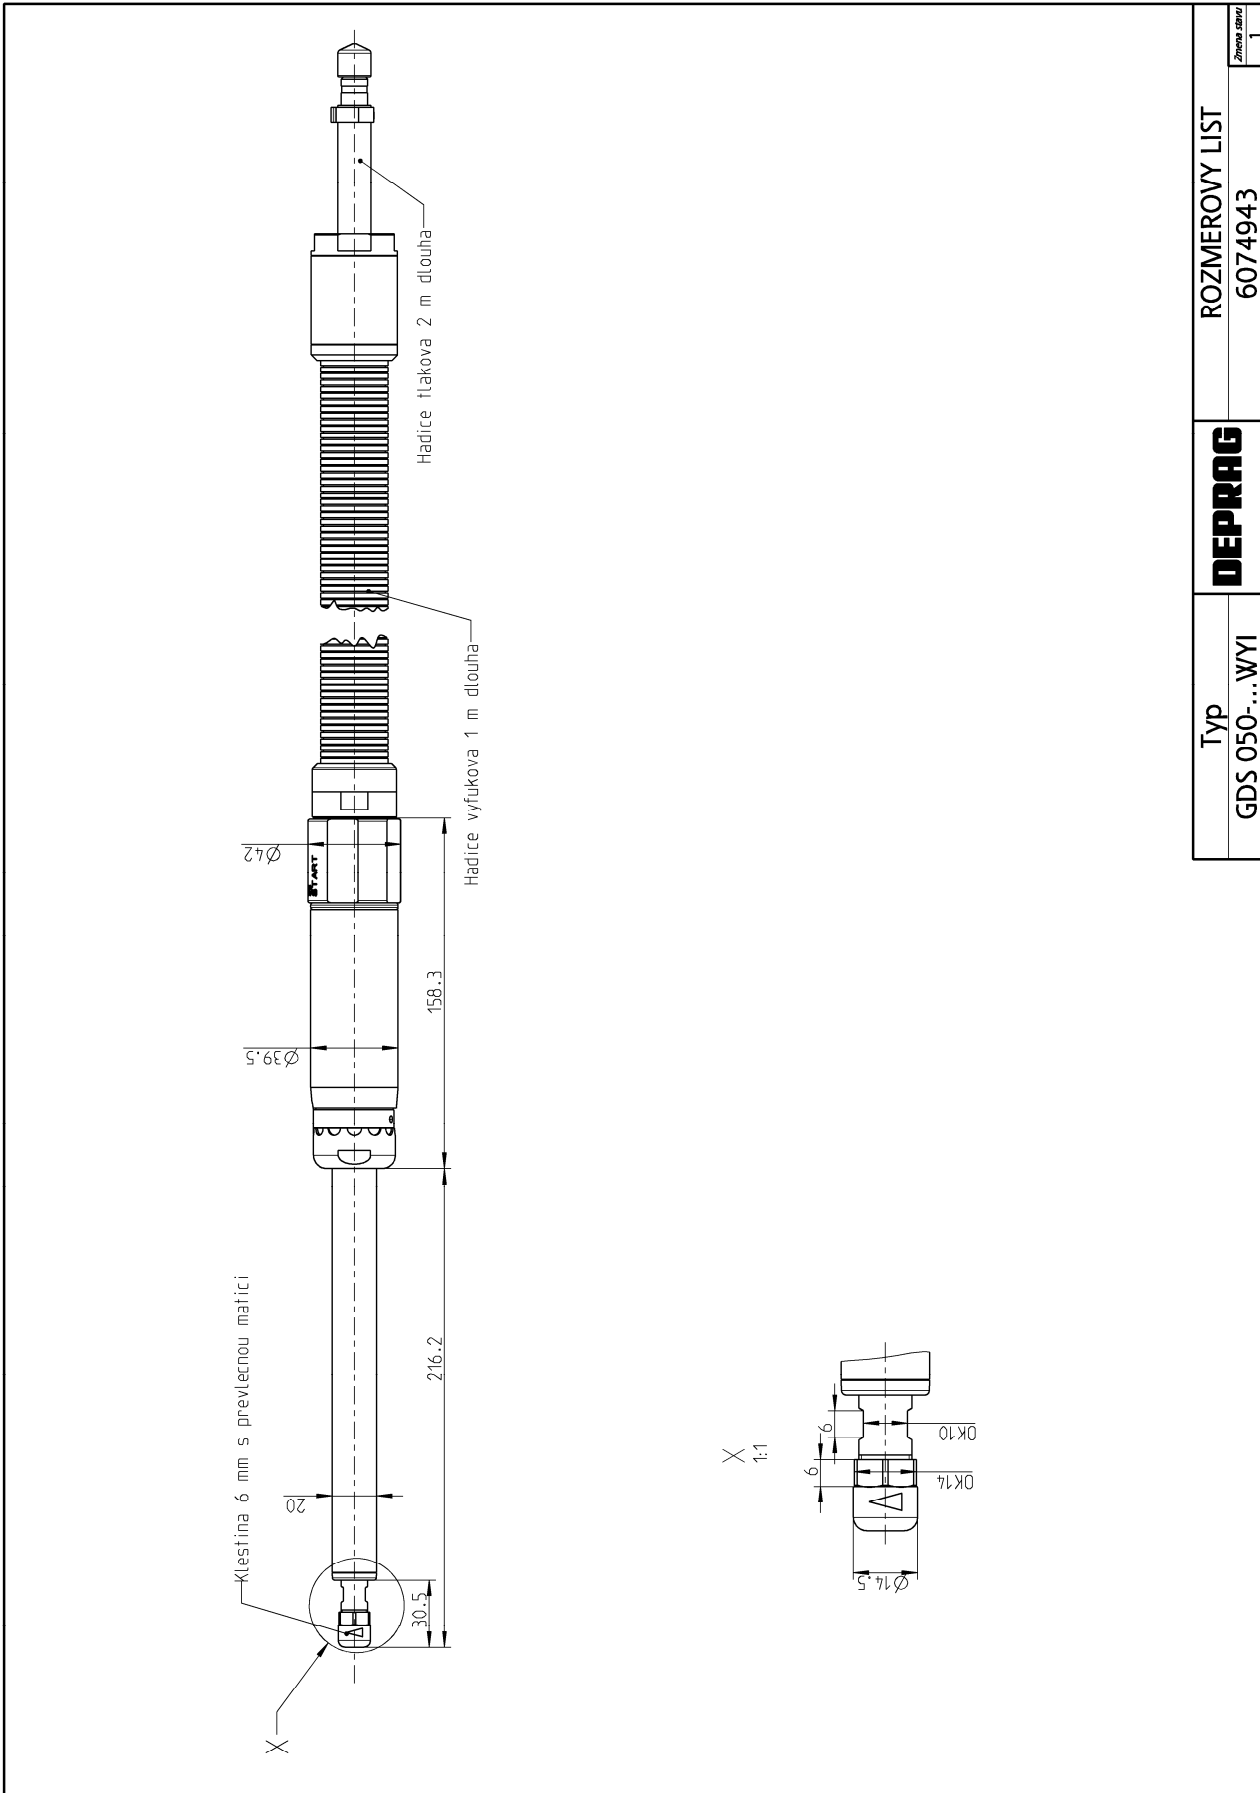 Hadice tlakova 2 m dlouha
Hadice vyfukova 1 m dlouha
Ø42
START
158.3
Ø39.5
Klestina 6 mm s prevlecnou matici
216.2
20
30.5
X
X
1:1
6
6
OK10
OK14
Ø14.5
Typ
GDS 050-...WYI
DEPRAG
ROZMEROVY LIST
6074943
Zmena stavu
1